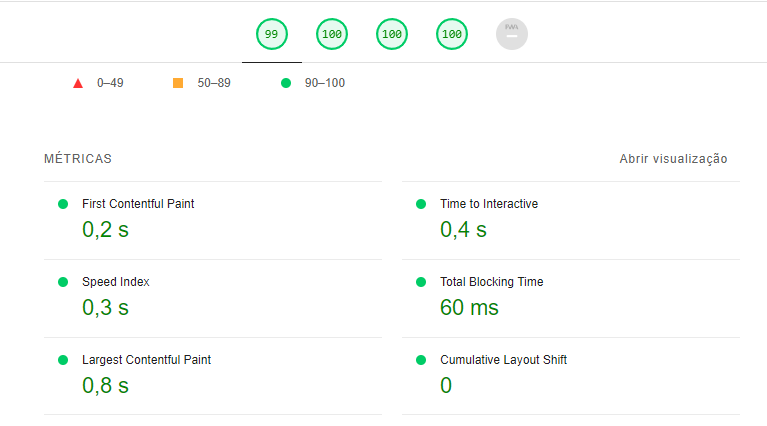 99 100 100 100 PWA
0–49 50–89 90–100
MÉTRICAS Abrir visualização
First Contentful Paint
0,2 s
Time to Interactive
0,4 s
Speed Index
0,3 s
Total Blocking Time
60 ms
Largest Contentful Paint
0,8 s
Cumulative Layout Shift
0